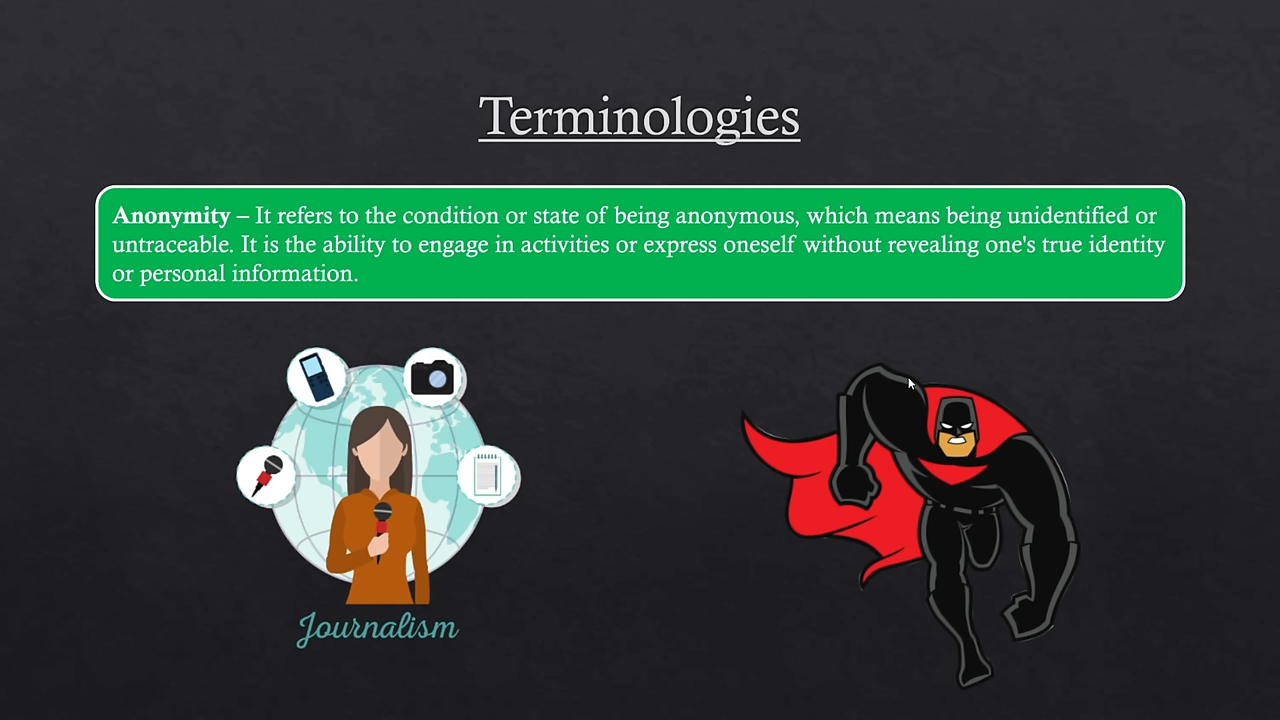 Terminologies
Anonymity – It refers to the condition or state of being anonymous, which means being unidentified or
untraceable. It is the ability to engage in activities or express oneself without revealing one's true identity
or personal information.
Journalism